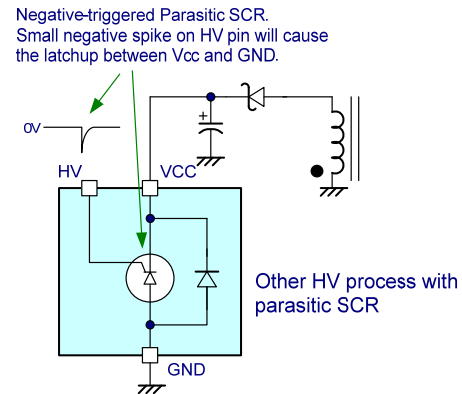 Negative-triggered Parasitic SCR.
Small negative spike on HV pin will cause
the latchup between Vcc and GND.
0V
+
HV
VCC
Other HV process with
parasitic SCR
GND